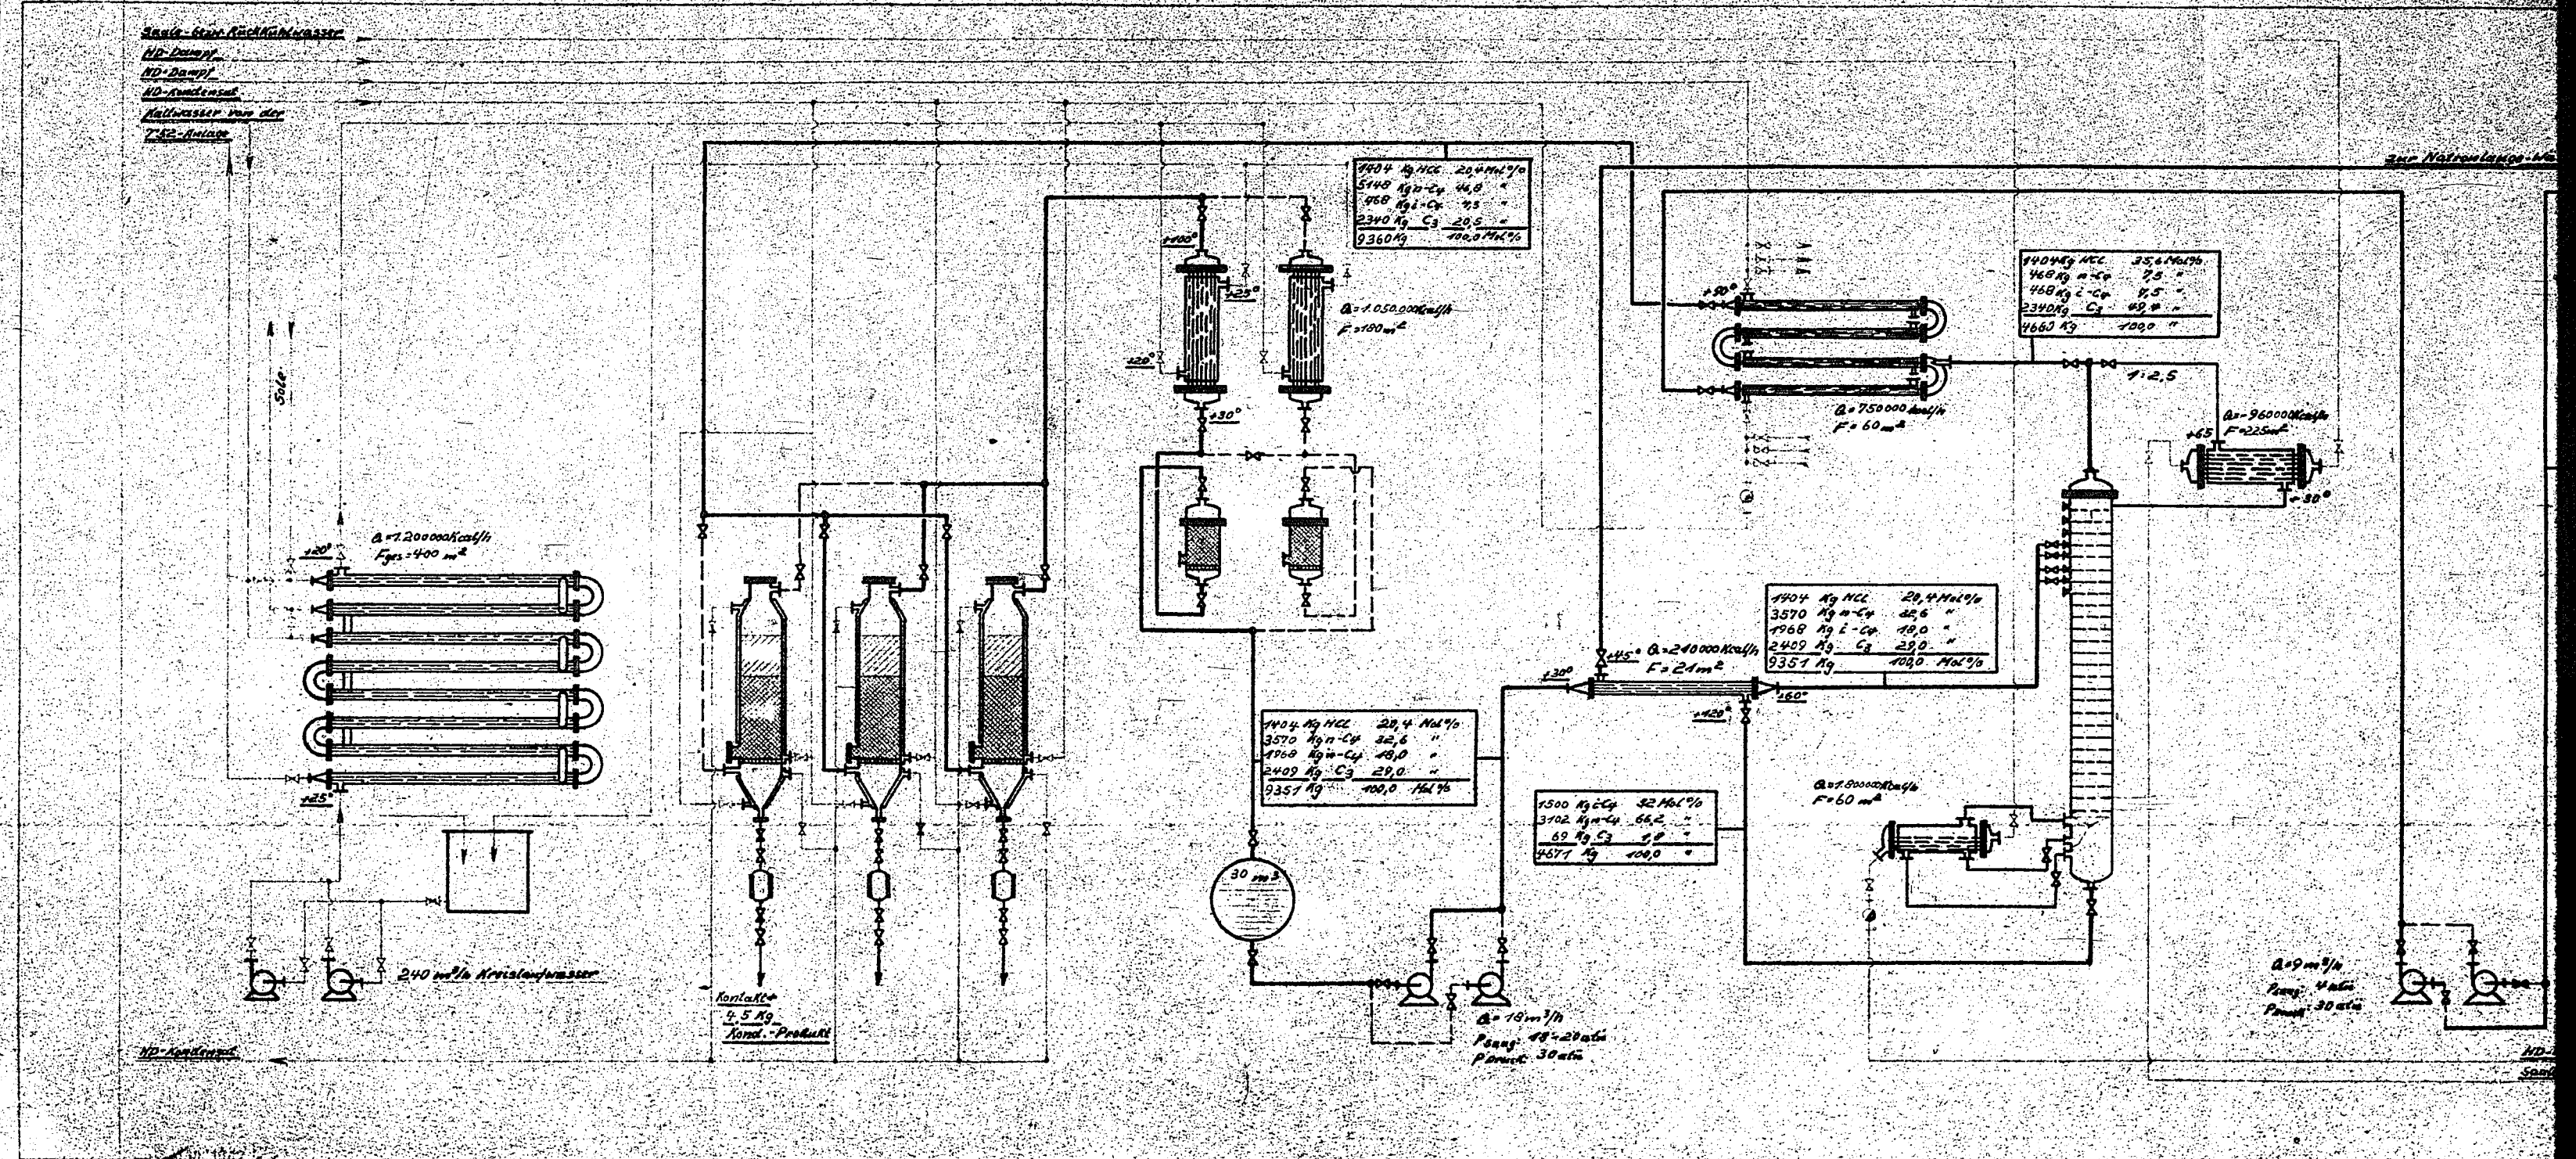 Saale- bezw. Rückkühlwasser
HD-Dampf
ND-Dampf
HD-Kondensat
Kaltwasser von der
T-52-Anlage
zur Natronlauge-Wä
1404 Kg HCL 20,4 Mol%
5148 Kg n-C4 46,8 "
468 Kg i-C4 4,3 "
2340 Kg C3 20,5 "
9360 Kg 100,0 Mol%
+100°
+25°
+20°
+30°
Q=1.050.000 Kcal/h
F=180 m²
+90°
Q=750000 Kcal/h
F=60 m²
1404 Kg HCL 35,6 Mol%
468 Kg n-C4 7,5 "
468 Kg i-C4 7,5 "
2340 Kg C3 49,4 "
4660 Kg 100,0 "
1:2,5
Q=960000 Kcal/h
F=225 m²
+65
+30°
Sole
Q=1.200000 Kcal/h
Fges=400 m²
+20°
+25°
240 m³/h Kreislaufwasser
Kontakt+
4.5 Kg
Kond.-Produkt
ND-Kondensat
30 m³
1404 Kg HCL 20,4 Mol%
3570 Kg n-C4 32,6 "
1968 Kg n-C4 18,0 "
2409 Kg C3 29,0 "
9351 Kg 100,0 Mol%
Q=18 m³/h
PSaug: 18-20 atü
PDruck: 30 atü
+30°
+45°
Q=210000 Kcal/h
F=21 m²
+60°
+120°
1404 Kg HCL 20,4 Mol%
3570 Kg n-C4 32,6 "
1968 Kg i-C4 18,0 "
2409 Kg C3 29,0 "
9351 Kg 100,0 Mol%
1500 Kg i-C4 32 Mol%
3102 Kg n-C4 66,2 "
69 Kg C3 1,8 "
4671 Kg 100,0 "
Q=1.80000 Kcal/h
F=60 m²
Q=9 m³/h
PSaug: 4 atü
PDruck: 30 atü